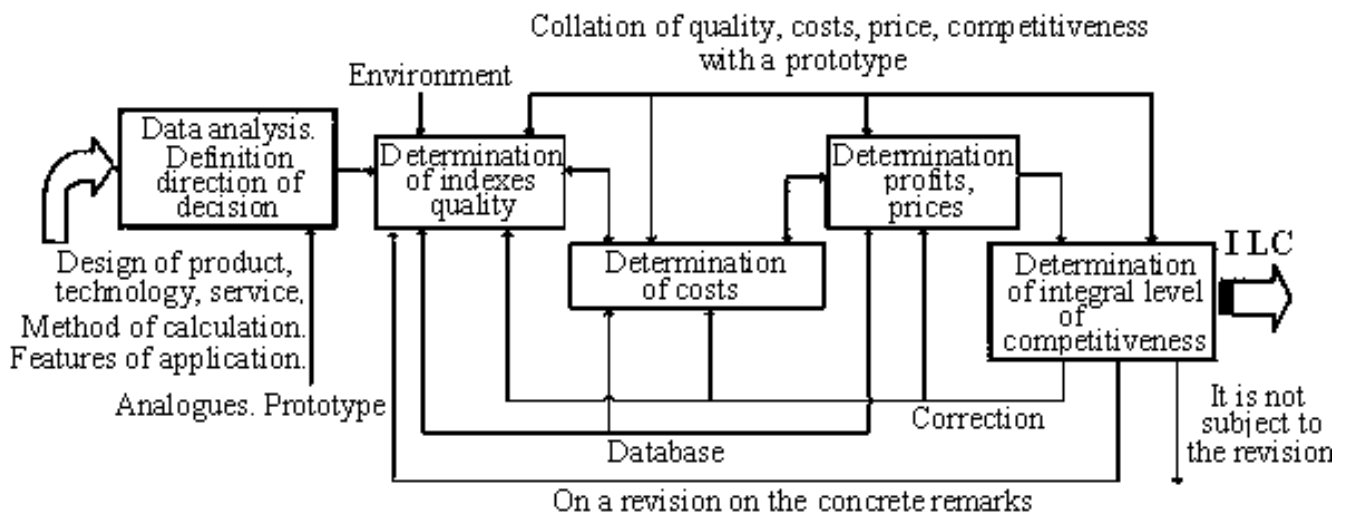 Collation of quality, costs, price, competitiveness
with a prototype
Environment
Data analysis.
Definition
direction of
decision
Determination
of indexes
quality
Determination
profits,
prices
Determination
of costs
Determination
of integral level
of
competitiveness
ILC
Design of product,
technology, service.
Method of calculation.
Features of application.
Analogues. Prototype
Correction
It is not
subject to
the revision
Database
On a revision on the concrete remarks